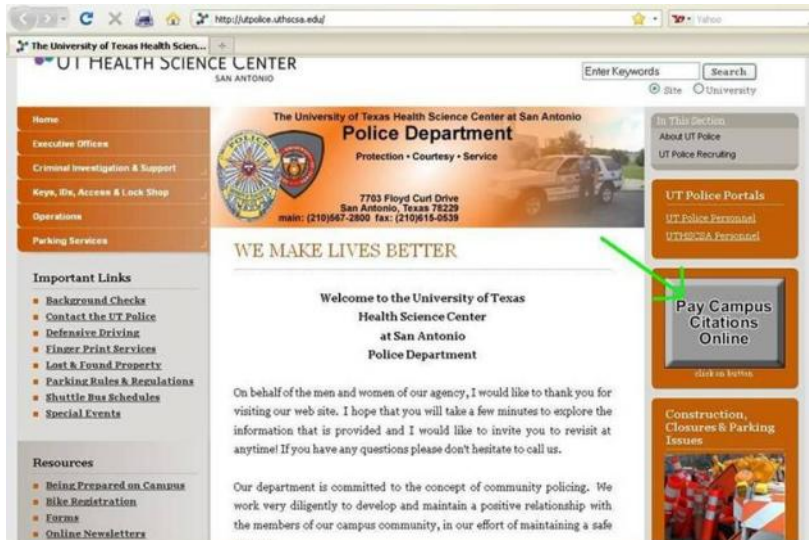 http://utpolice.uthscsa.edu/
Yahoo
The University of Texas Health Scien...
UT HEALTH SCIENCE CENTER
SAN ANTONIO
Enter Keywords
Search
Site University
Home
Executive Offices
Criminal Investigation & Support
Keys, IDs, Access & Lock Shop
Operations
Parking Services
The University of Texas Health Science Center at San Antonio
Police Department
Protection • Courtesy • Service
7703 Floyd Curl Drive
San Antonio, Texas 78229
main: (210)567-2800 fax: (210)615-0539
In This Section
About UT Police
UT Police Recruiting
UT Police Portals
UT Police Personnel
UTHSCSA Personnel
Pay Campus
Citations
Online
click on button
Construction,
Closures & Parking
Issues
Important Links
Background Checks
Contact the UT Police
Defensive Driving
Finger Print Services
Lost & Found Property
Parking Rules & Regulations
Shuttle Bus Schedules
Special Events
Resources
Being Prepared on Campus
Bike Registration
Forms
Online Newsletters
WE MAKE LIVES BETTER
Welcome to the University of Texas
Health Science Center
at San Antonio
Police Department
On behalf of the men and women of our agency, I would like to thank you for
visiting our web site. I hope that you will take a few minutes to explore the
information that is provided and I would like to invite you to revisit at
anytime! If you have any questions please don't hesitate to call us.
Our department is committed to the concept of community policing. We
work very diligently to develop and maintain a positive relationship with
the members of our campus community, in our effort of maintaining a safe